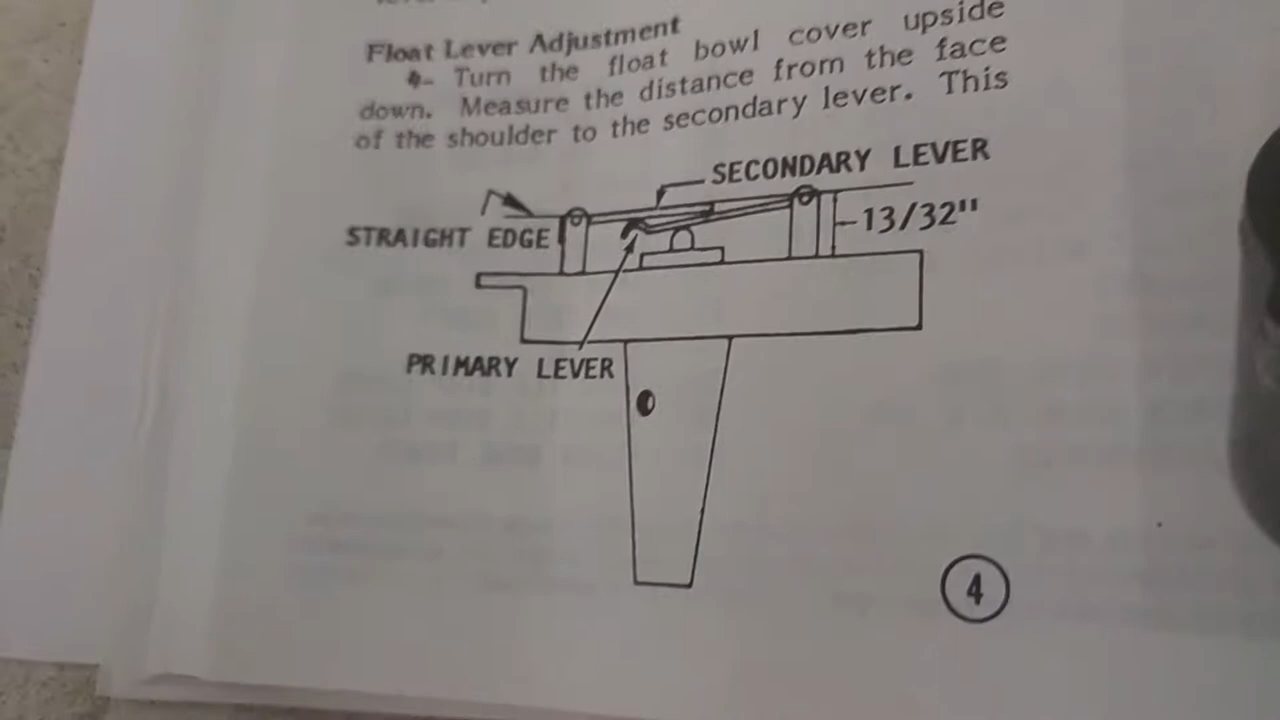 Float Lever Adjustment
4- Turn the float bowl cover upside
down. Measure the distance from the face
of the shoulder to the secondary lever. This
SECONDARY LEVER
STRAIGHT EDGE
13/32"
PRIMARY LEVER
4